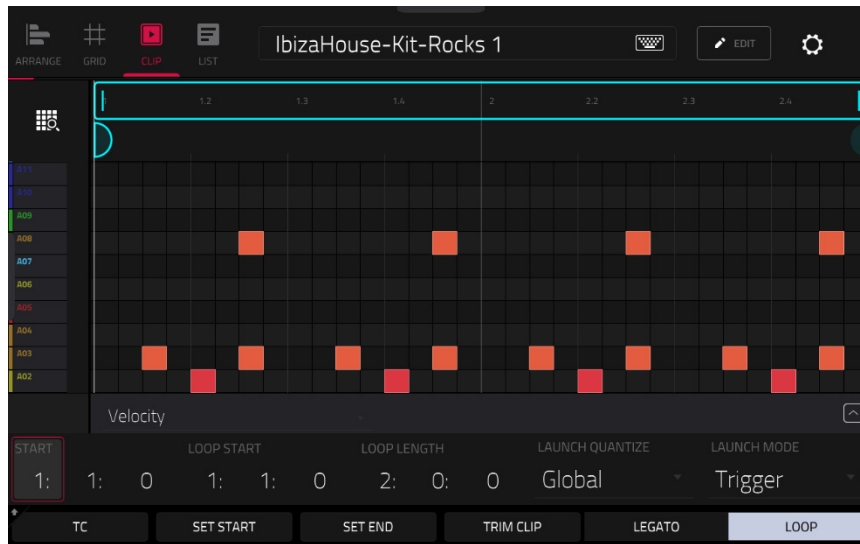 IbizaHouse-Kit-Rocks 1
EDIT
ARRANGE GRID CLIP LIST
1 1.2 1.3 1.4 2 2.2 2.3 2.4
A11
A10
A09
A08
A07
A06
A05
A04
A03
A02
Velocity
START LOOP START LOOP LENGTH LAUNCH QUANTIZE LAUNCH MODE
1: 1: 0 1: 1: 0 2: 0: 0 Global Trigger
TC SET START SET END TRIM CLIP LEGATO LOOP